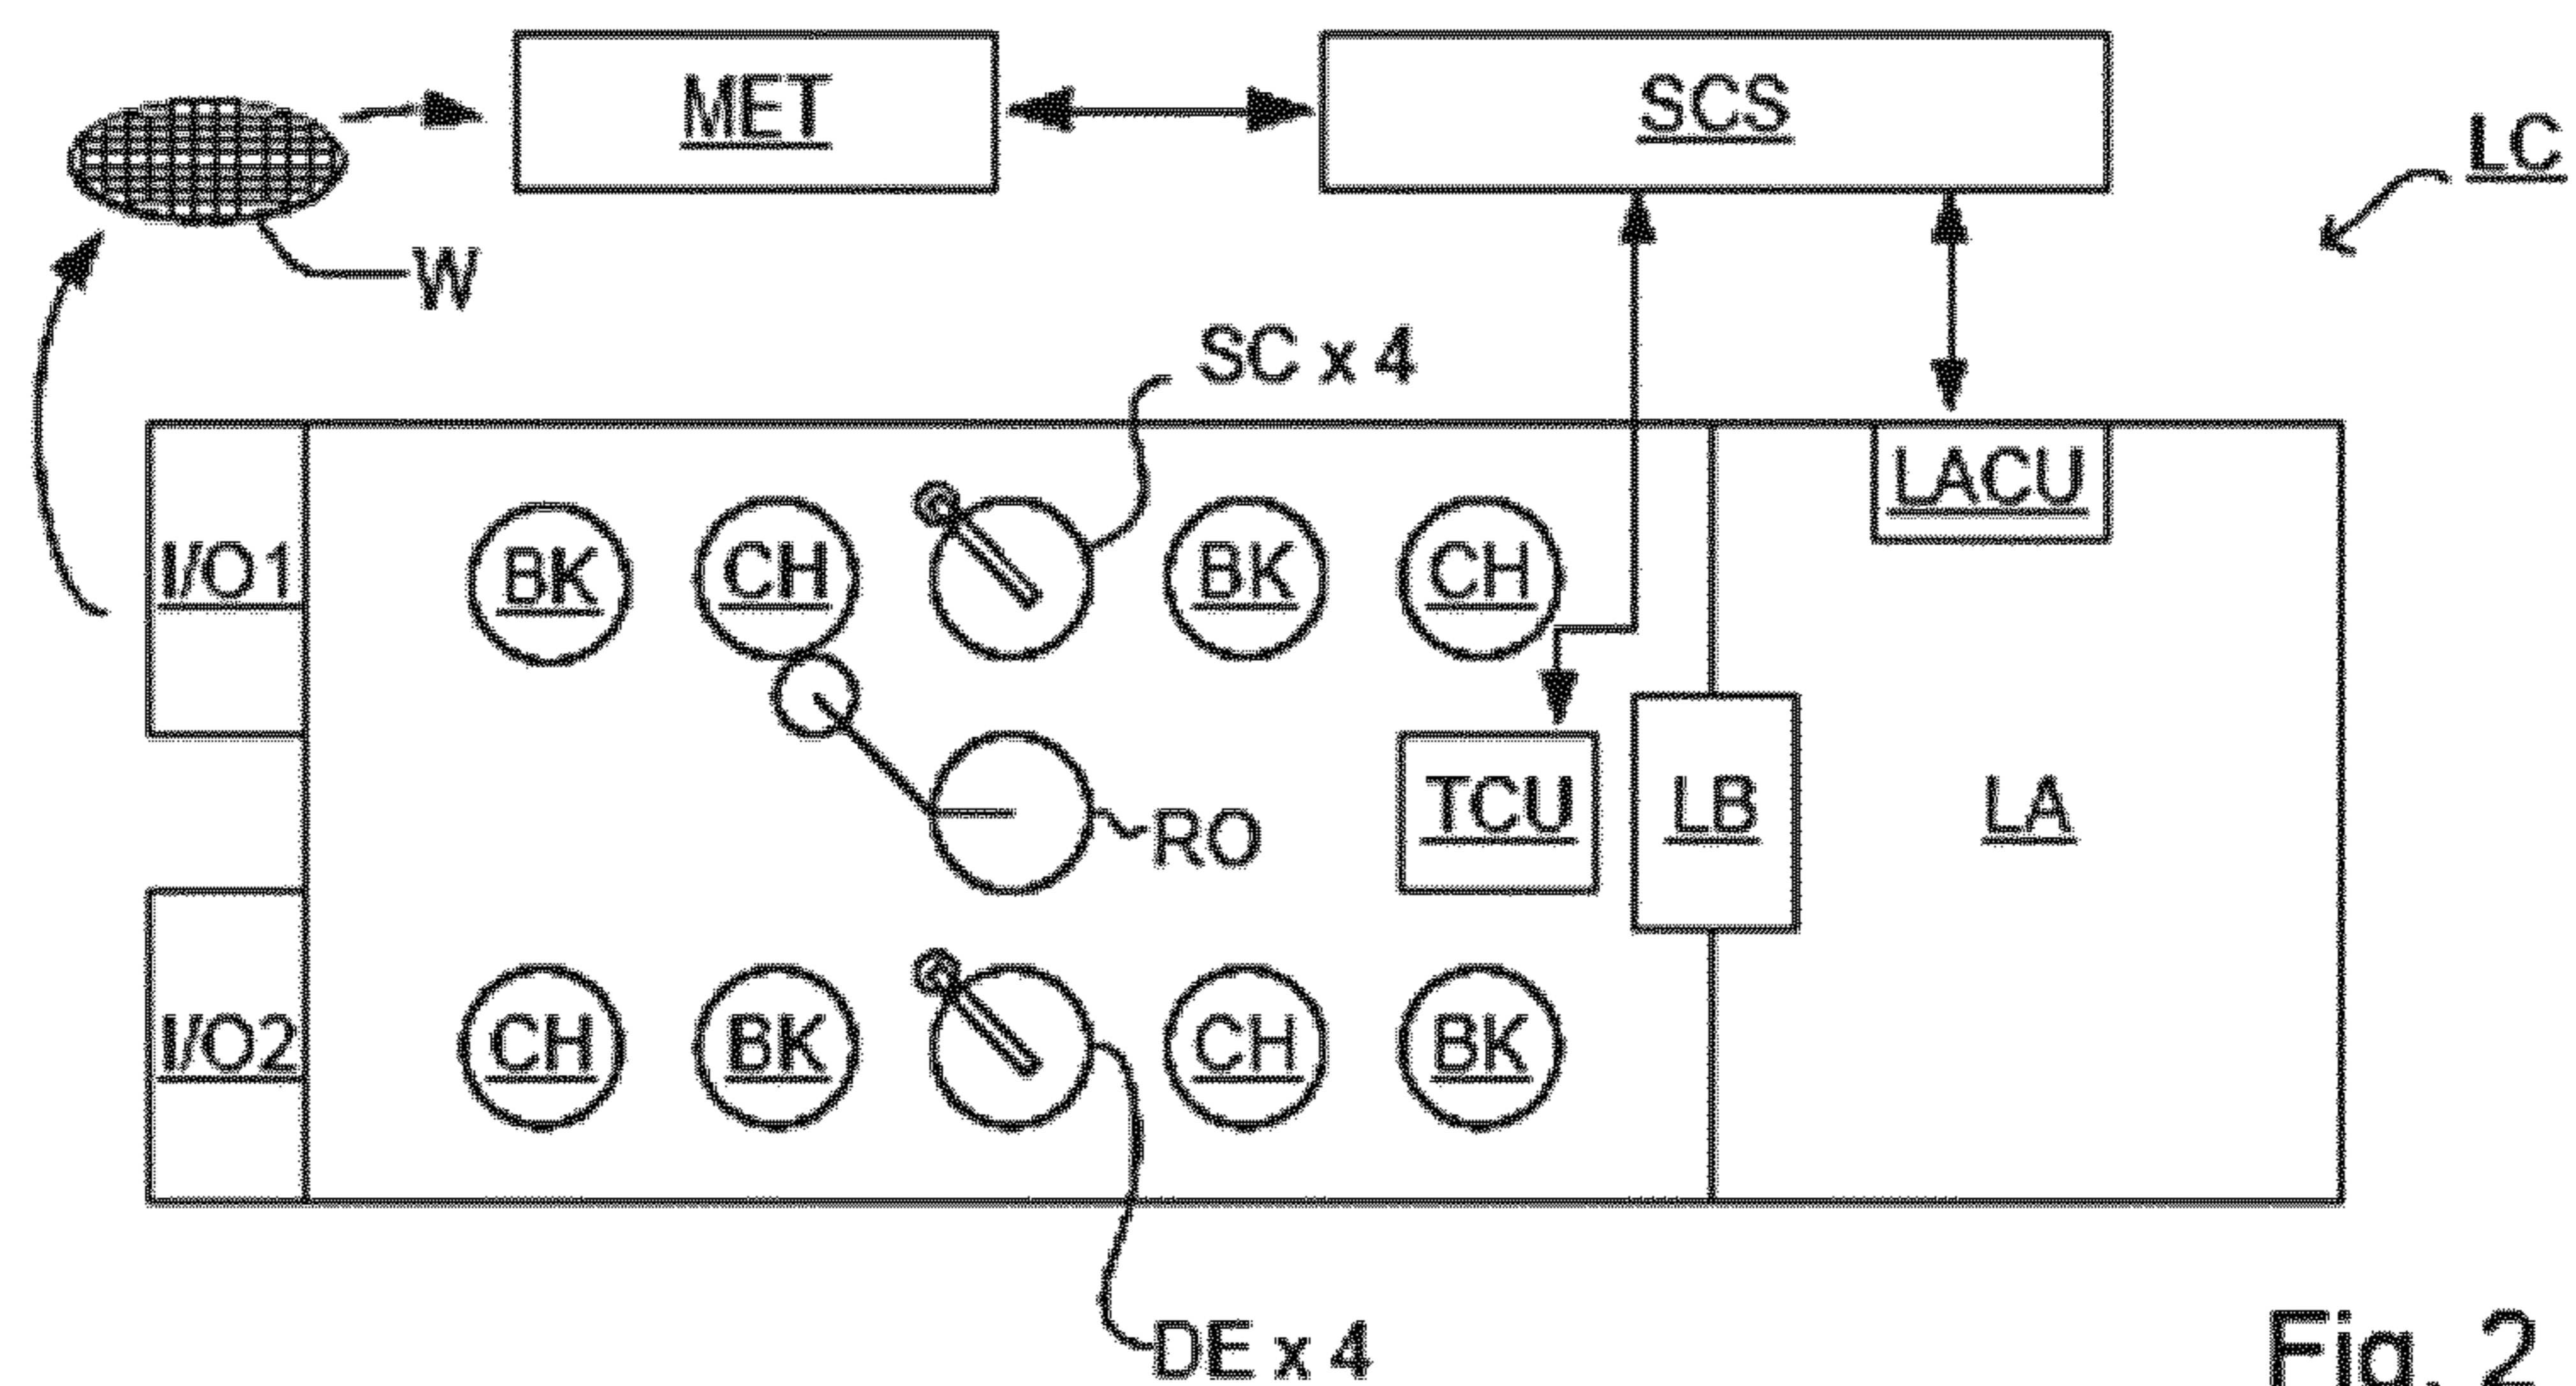 MET
SCS
LC
W
SC x 4
LACU
I/O1
BK
CH
BK
CH
RO
TCU
LB
LA
I/O2
CH
BK
CH
BK
DE x 4
Fig. 2